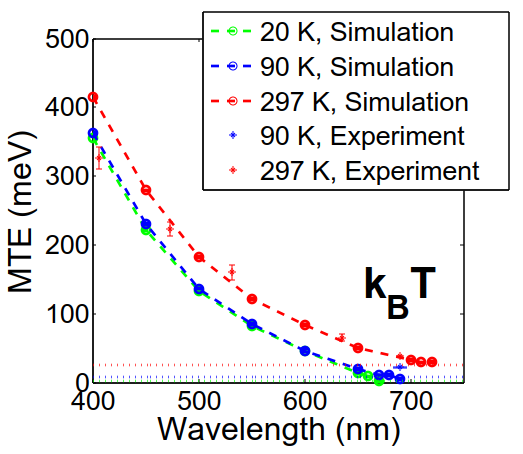 500
400
300
200
100
0
MTE (meV)
20 K, Simulation
90 K, Simulation
297 K, Simulation
90 K, Experiment
297 K, Experiment
k_BT
400 500 600 700
Wavelength (nm)